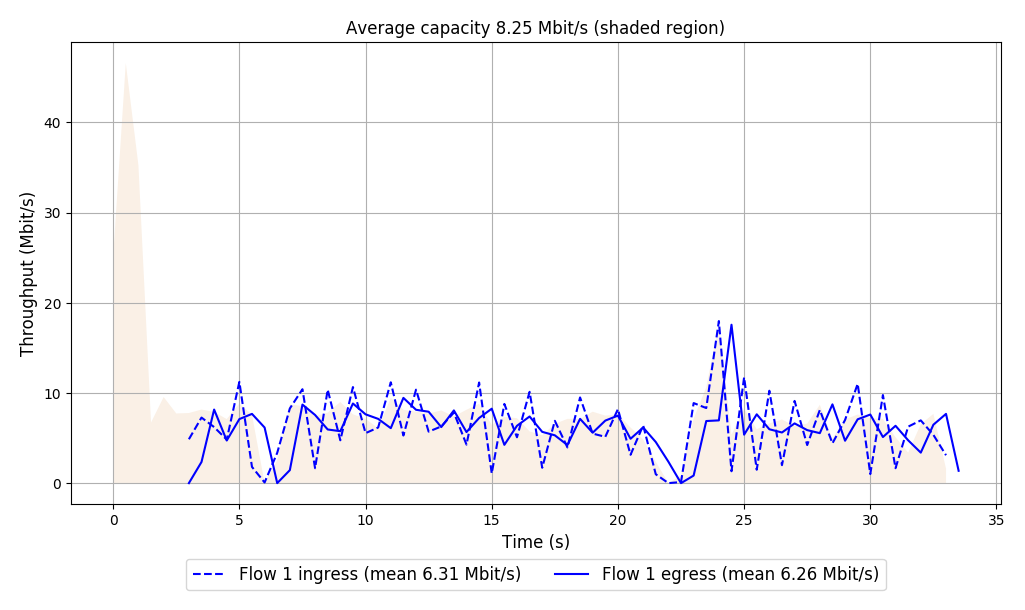 Average capacity 8.25 Mbit/s (shaded region)
Throughput (Mbit/s)
40
30
20
10
0
0 5 10 15 20 25 30 35
Time (s)
Flow 1 ingress (mean 6.31 Mbit/s) Flow 1 egress (mean 6.26 Mbit/s)